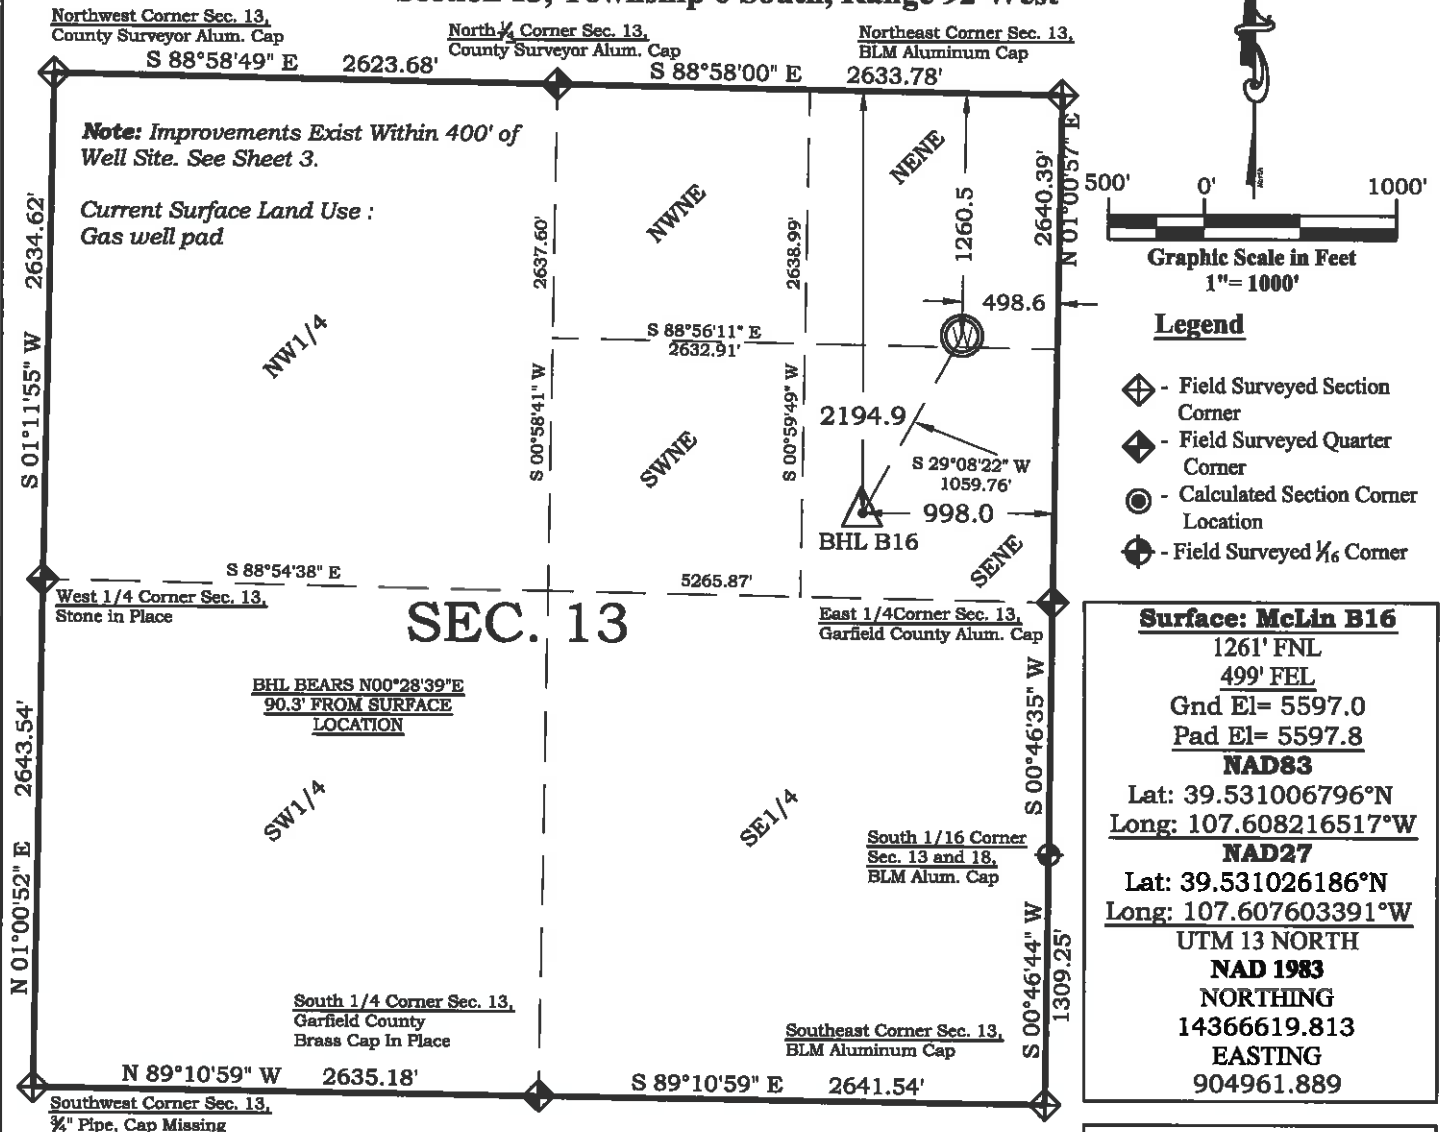 Section 13, Township 6 South, Range 92 West
Northwest Corner Sec. 13,
County Surveyor Alum. Cap
North ¼ Corner Sec. 13,
County Surveyor Alum. Cap
Northeast Corner Sec. 13,
BLM Aluminum Cap
S 88°58'49" E 2623.68'
S 88°58'00" E 2633.78'
Note: Improvements Exist Within 400' of
Well Site. See Sheet 3.
Current Surface Land Use :
Gas well pad
S 01°11'55" W 2634.62'
NW1/4
2637.60'
S 00°58'41" W
NWNE
2638.99'
S 00°59'49" W
NENE
1260.5
2640.39'
N 01°00'57" E
498.6
W
S 88°56'11" E
2632.91'
SWNE
2194.9
S 29°08'22" W
1059.76'
998.0
BHL B16
SENE
S 88°54'38" E
5265.87'
West 1/4 Corner Sec. 13,
Stone in Place
SEC. 13
East 1/4Corner Sec. 13,
Garfield County Alum. Cap
BHL BEARS N00°28'39"E
90.3' FROM SURFACE
LOCATION
N 01°00'52" E 2643.54'
SW1/4
SE1/4
S 00°46'35" W
South 1/16 Corner
Sec. 13 and 18,
BLM Alum. Cap
S 00°46'44" W
1309.25'
South 1/4 Corner Sec. 13,
Garfield County
Brass Cap In Place
Southeast Corner Sec. 13,
BLM Aluminum Cap
N 89°10'59" W 2635.18'
S 89°10'59" E 2641.54'
Southwest Corner Sec. 13,
¾" Pipe, Cap Missing
North
500' 0' 1000'
Graphic Scale in Feet
1"= 1000'
Legend
- Field Surveyed Section
Corner
- Field Surveyed Quarter
Corner
- Calculated Section Corner
Location
- Field Surveyed 1/16 Corner
Surface: McLin B16
1261' FNL
499' FEL
Gnd El= 5597.0
Pad El= 5597.8
NAD83
Lat: 39.531006796°N
Long: 107.608216517°W
NAD27
Lat: 39.531026186°N
Long: 107.607603391°W
UTM 13 NORTH
NAD 1983
NORTHING
14366619.813
EASTING
904961.889